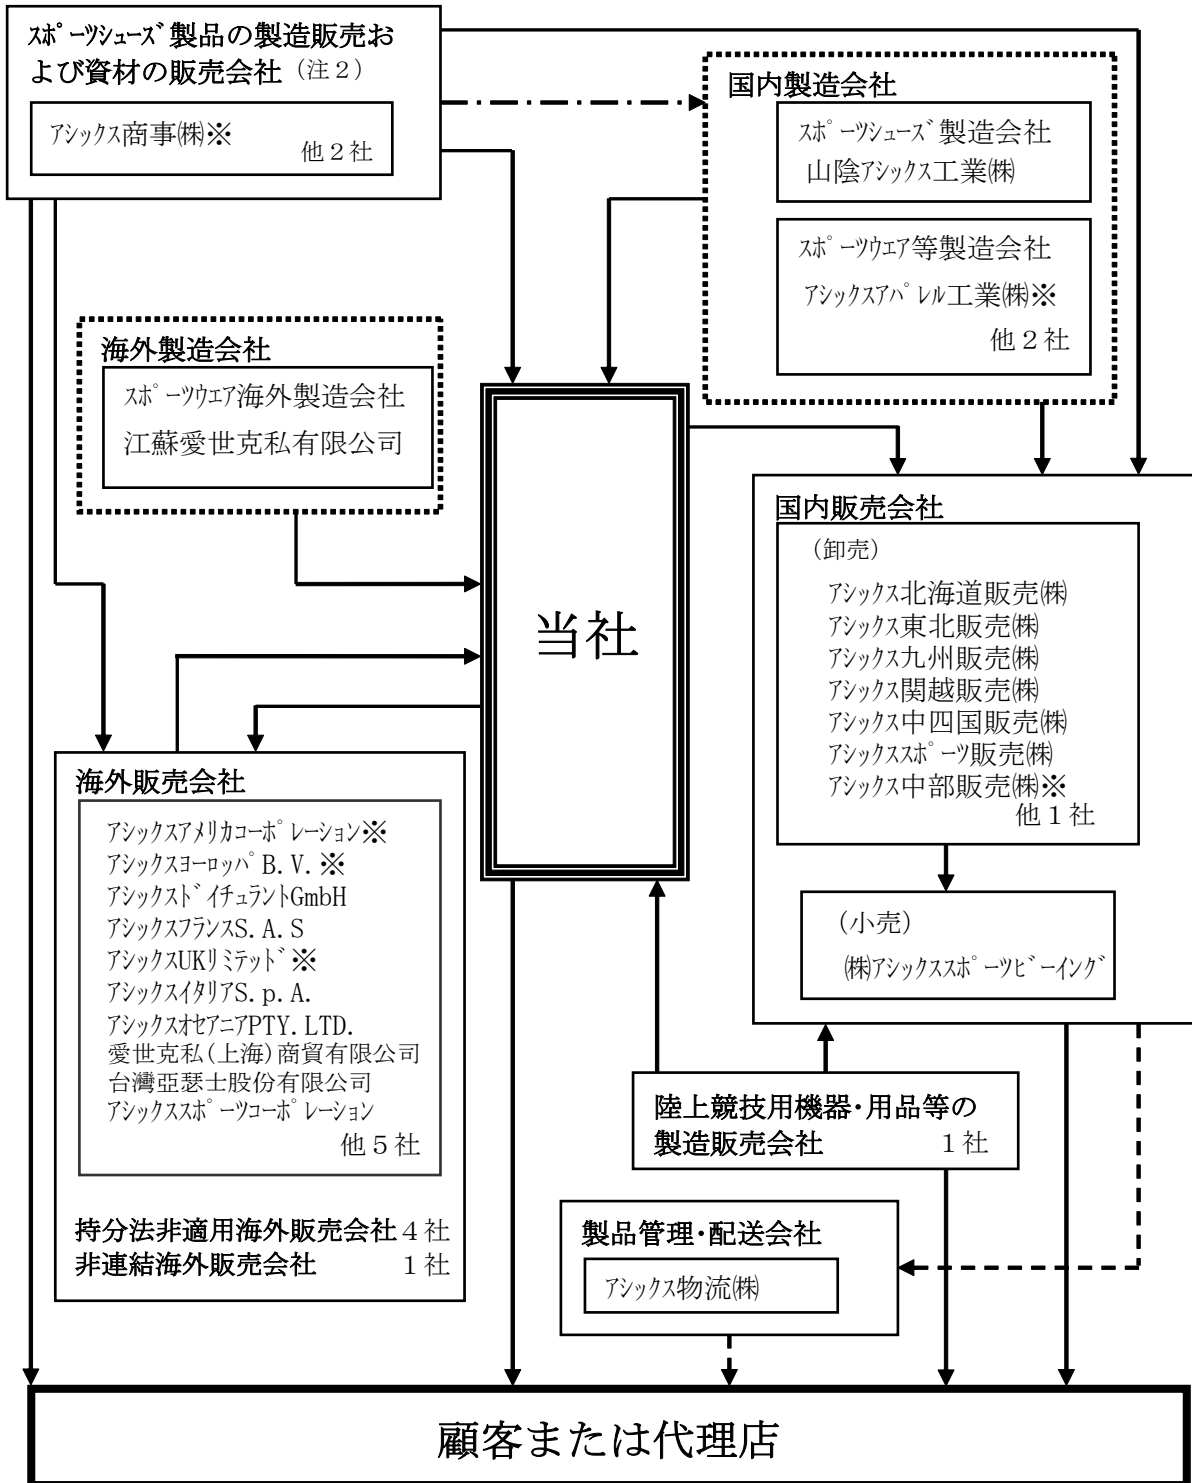 ｽﾎﾟｰﾂｼｭｰｽﾞ製品の製造販売お
よび資材の販売会社（注２）
ｱｼｯｸｽ商事㈱※
他２社
国内製造会社
ｽﾎﾟｰﾂｼｭｰｽﾞ製造会社
山陰ｱｼｯｸｽ工業㈱
ｽﾎﾟｰﾂウエア等製造会社
ｱｼｯｸｽｱﾊﾟﾚﾙ工業㈱※
他２社
海外製造会社
ｽﾎﾟｰﾂｳｴｱ海外製造会社
江蘇愛世克私有限公司
当社
国内販売会社
（卸売）
ｱｼｯｸｽ北海道販売㈱
ｱｼｯｸｽ東北販売㈱
ｱｼｯｸｽ九州販売㈱
ｱｼｯｸｽ関越販売㈱
ｱｼｯｸｽ中四国販売㈱
ｱｼｯｸｽｽﾎﾟｰﾂ販売㈱
ｱｼｯｸｽ中部販売㈱※
他１社
（小売）
㈱ｱｼｯｸｽｽﾎﾟｰﾂﾋﾞｰｲﾝｸﾞ
海外販売会社
ｱｼｯｸｽｱﾒﾘｶｺｰﾎﾟﾚｰｼｮﾝ※
ｱｼｯｸｽﾖｰﾛｯﾊﾟB.V.※
ｱｼｯｸｽﾄﾞｲﾁｭﾗﾝﾄGmbH
ｱｼｯｸｽﾌﾗﾝｽS.A.S
ｱｼｯｸｽUKﾘﾐﾃｯﾄﾞ※
ｱｼｯｸｽｲﾀﾘｱS.p.A.
ｱｼｯｸｽｵｾｱﾆｱPTY.LTD.
愛世克私(上海)商貿有限公司
台灣亞瑟士股份有限公司
ｱｼｯｸｽｽﾎﾟｰﾂｺｰﾎﾟﾚｰｼｮﾝ
他５社
持分法非適用海外販売会社４社
非連結海外販売会社 １社
陸上競技用機器・用品等の
製造販売会社 １社
製品管理・配送会社
ｱｼｯｸｽ物流㈱
顧客または代理店